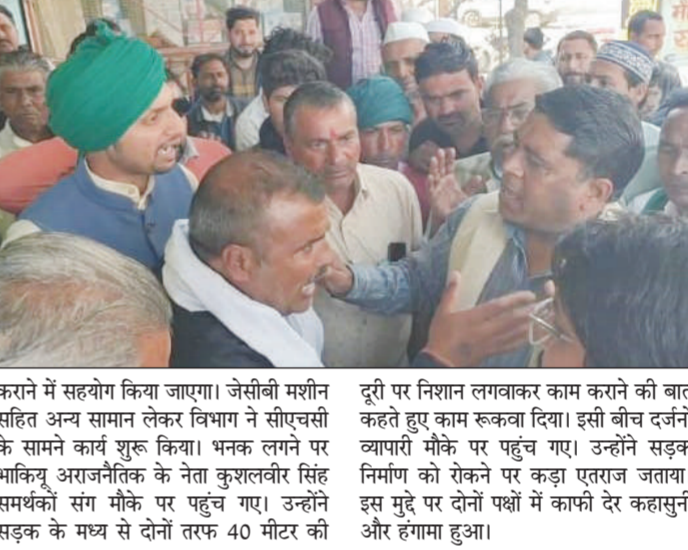 कराने में सहयोग किया जाएगा। जेसीबी मशीन
सहित अन्य सामान लेकर विभाग ने सीएचसी
के सामने कार्य शुरू किया। भनक लगने पर
भाकियू अराजनैतिक के नेता कुशलवीर सिंह
समर्थकों संग मौके पर पहुंच गए। उन्होंने
सड़क के मध्य से दोनों तरफ 40 मीटर की
दूरी पर निशान लगवाकर काम कराने की बात
कहते हुए काम रूकवा दिया। इसी बीच दर्जनों
व्यापारी मौके पर पहुंच गए। उन्होंने सड़क
निर्माण को रोकने पर कड़ा एतराज जताया।
इस मुद्दे पर दोनों पक्षों में काफी देर कहासुनी
और हंगामा हुआ।